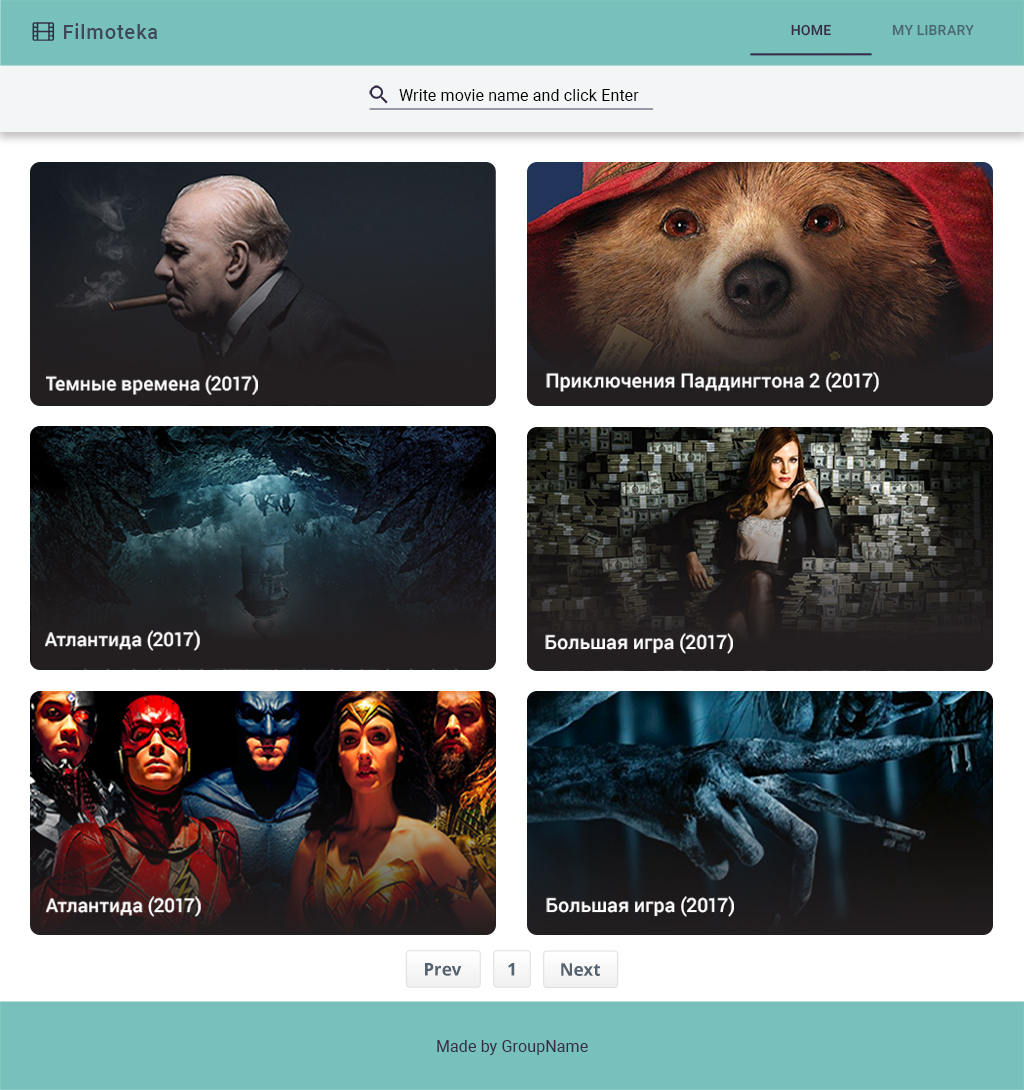 Filmoteka
HOME
MY LIBRARY
Write movie name and click Enter
Темные времена (2017)
Приключения Паддингтона 2 (2017)
Атлантида (2017)
Большая игра (2017)
Атлантида (2017)
Большая игра (2017)
Prev
1
Next
Made by GroupName